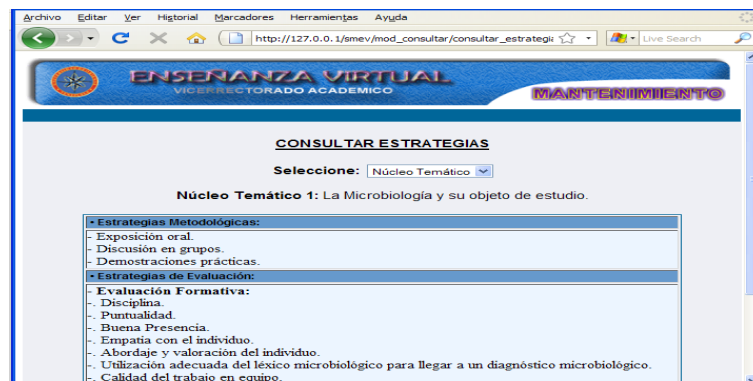 Archivo Editar Ver Historial Marcadores Herramientas Ayuda
http://127.0.0.1/smev/mod_consultar/consultar_estrategi Live Search
ENSEÑANZA VIRTUAL
VICERRECTORADO ACADEMICO
MANTENIMIENTO
CONSULTAR ESTRATEGIAS
Seleccione: Núcleo Temático
Núcleo Temático 1: La Microbiología y su objeto de estudio.
• Estrategias Metodológicas:
- Exposición oral.
- Discusión en grupos.
- Demostraciones prácticas.
• Estrategias de Evaluación:
- Evaluación Formativa:
-. Disciplina.
-. Puntualidad.
-. Buena Presencia.
-. Empatia con el individuo.
-. Abordaje y valoración del individuo.
-. Utilización adecuada del léxico microbiológico para llegar a un diagnóstico microbiológico.
-. Calidad del trabajo en equipo.